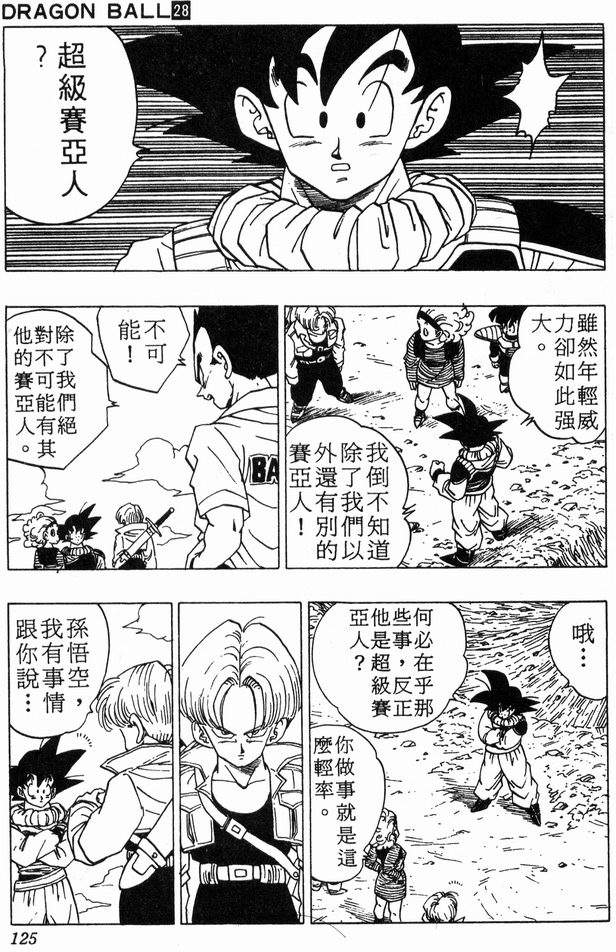 DRAGON BALL 28
超級賽亞人
？
雖然年輕威
力卻如此强
大。
我倒不知道
除了我們以
外還有別的
賽亞人！
不可
能！
除了我們絕
對不可能有其
他的賽亞人。
BA
哦…
何必在乎那
些事，反正
他是超級賽
亞人？
你做事就是這
麼輕率。
孫悟空，
我有事情
跟你說…
125